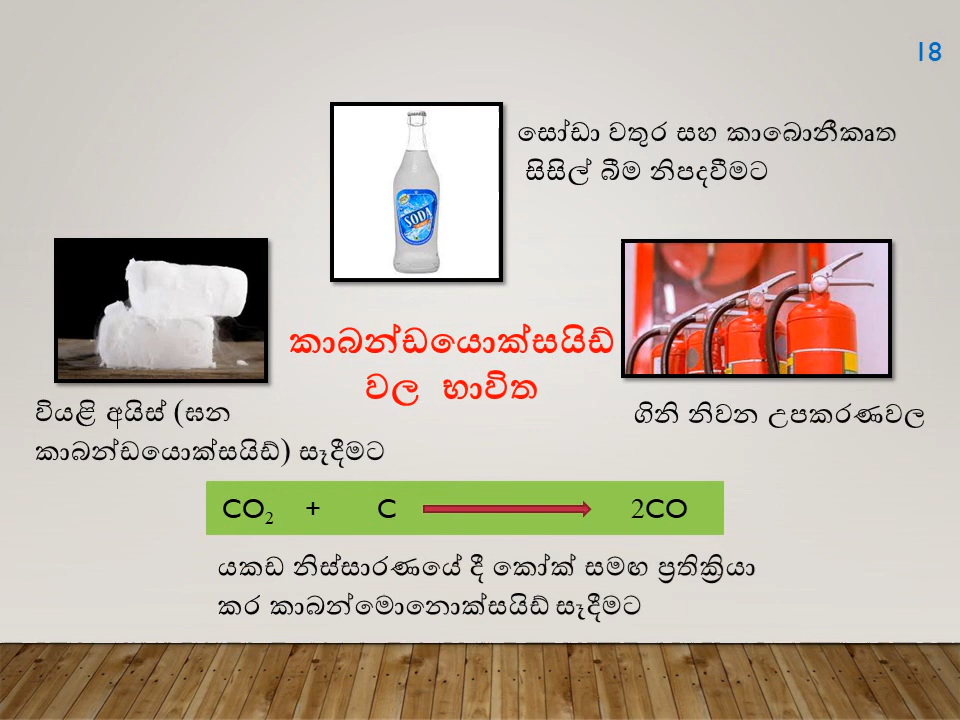 18
සෝඩා වතුර සහ කාබොනීකෘත
සිසිල් බීම නිපදවීමට
SODA
කාබන්ඩයොක්සයිඩ්
වල භාවිත
වියළි අයිස් (ඝන
කාබන්ඩයොක්සයිඩ්) සෑදීමට
ගිනි නිවන උපකරණවල
CO₂ + C ⟶ 2CO
යකඩ නිස්සාරණයේ දී කෝක් සමඟ ප්‍රතික්‍රියා
කර කාබන්මොනොක්සයිඩ් සෑදීමට